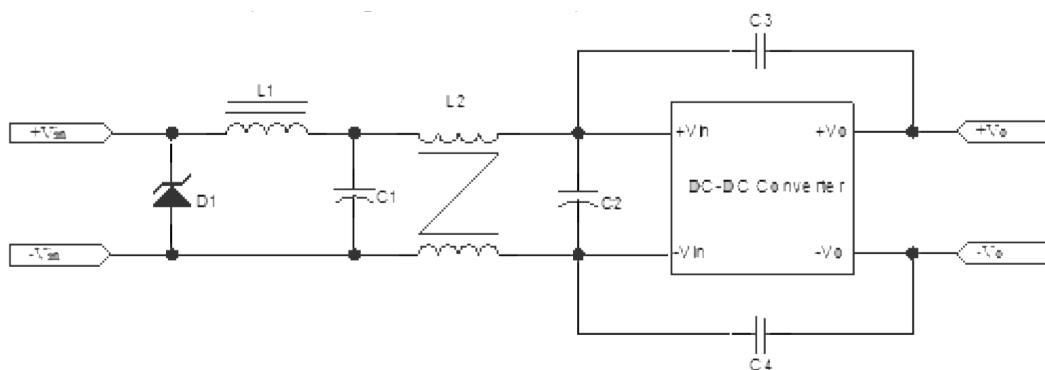 C3
L1
L2
+Vin
+Vin
+Vo
+Vo
D1
C1
C2
DC-DC Converter
-Vin
-Vin
-Vo
-Vo
C4